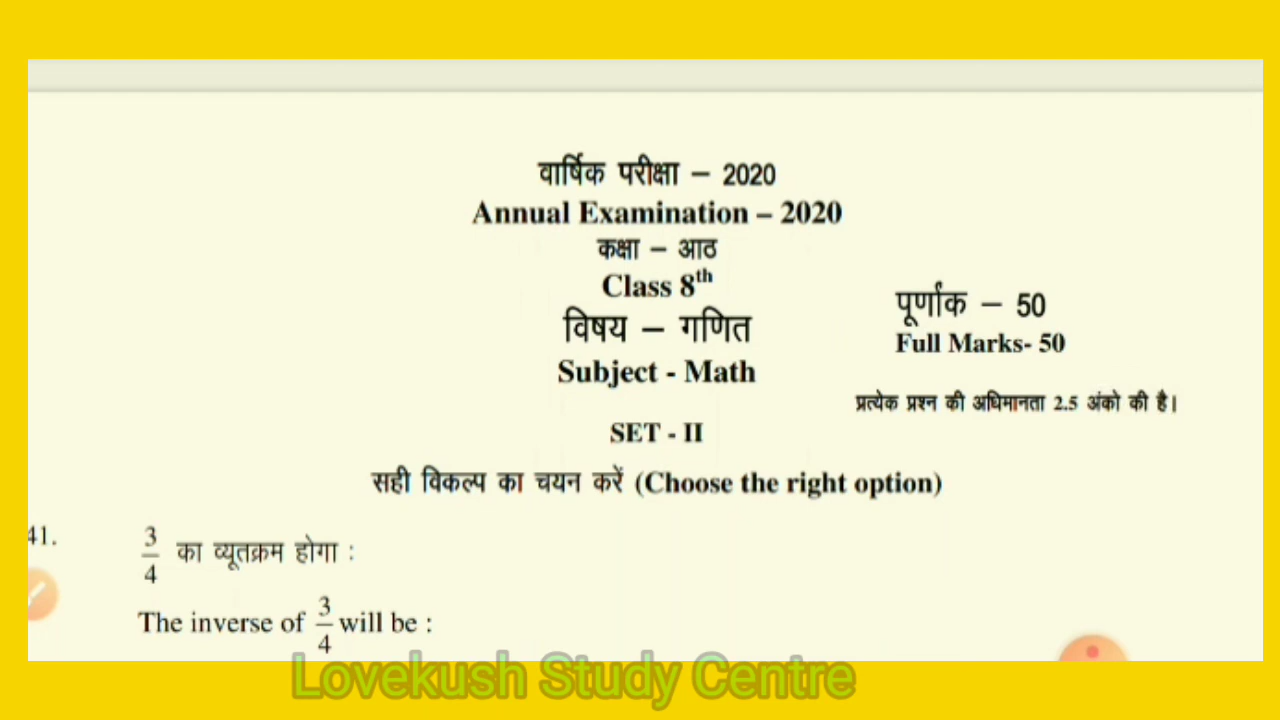 वार्षिक परीक्षा – 2020
Annual Examination – 2020
कक्षा – आठ
Class 8th
विषय – गणित
पूर्णांक – 50
Subject - Math
Full Marks- 50
प्रत्येक प्रश्न की अधिमानता 2.5 अंको की है।
SET - II
सही विकल्प का चयन करें (Choose the right option)
41. 3/4 का व्यूतक्रम होगा :
The inverse of 3/4 will be :
Lovekush Study Centre